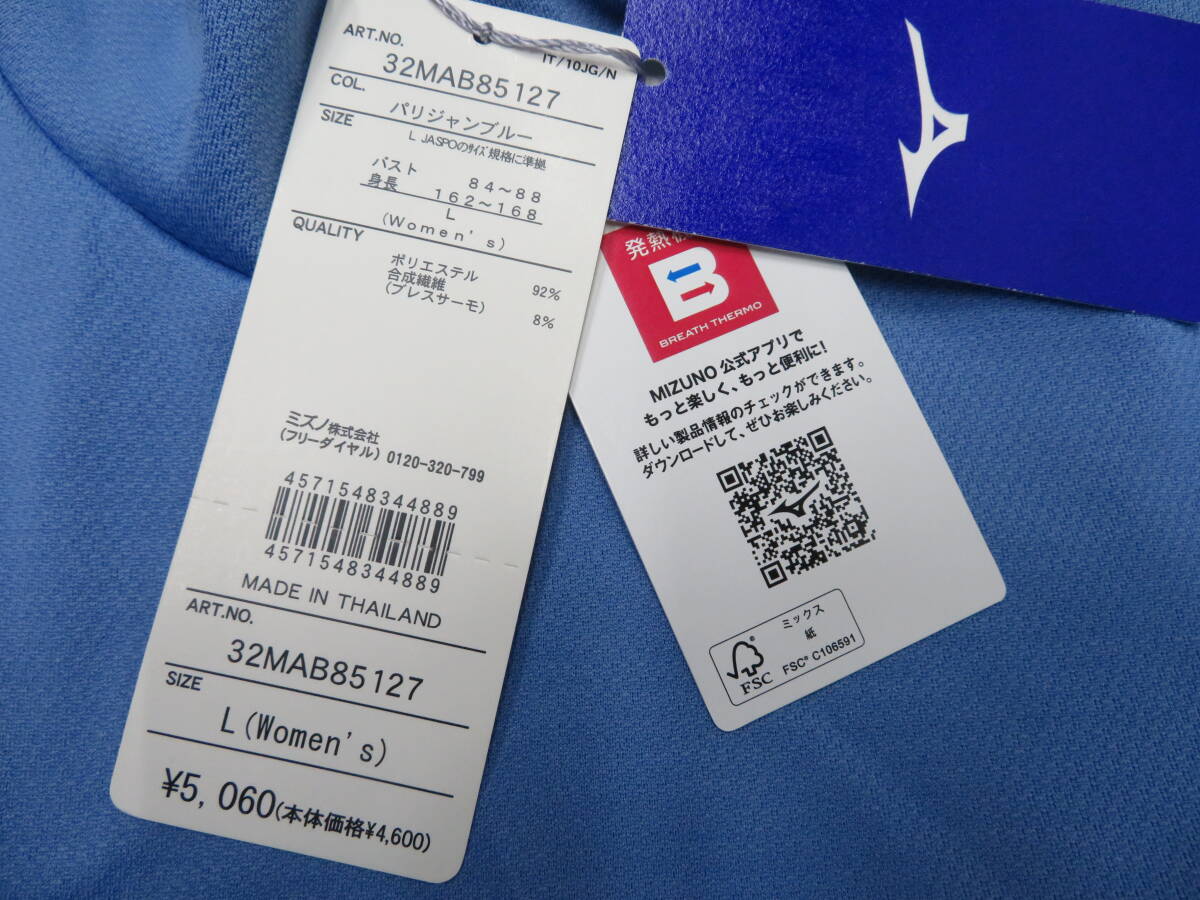 IT/10JG/N
ART.NO.
32MAB85127
COL.
パリジャンブルー
SIZE
L JASPOのｻｲｽﾞ規格に準拠
バスト 84～88
身長 162～168
L
(Women's)
QUALITY
ポリエステル 92%
合成繊維
(ブレスサーモ) 8%
ミズノ株式会社
(フリーダイヤル) 0120-320-799
4571548344889
4571548344889
MADE IN THAILAND
ART.NO.
32MAB85127
SIZE
L(Women's)
¥5,060(本体価格¥4,600)
発熱
B
BREATH THERMO
MIZUNO 公式アプリで
もっと楽しく、もっと便利に!
詳しい製品情報のチェックができます。
ダウンロードして、ぜひお楽しみください。
FSC
ミックス
紙
FSC® C106591